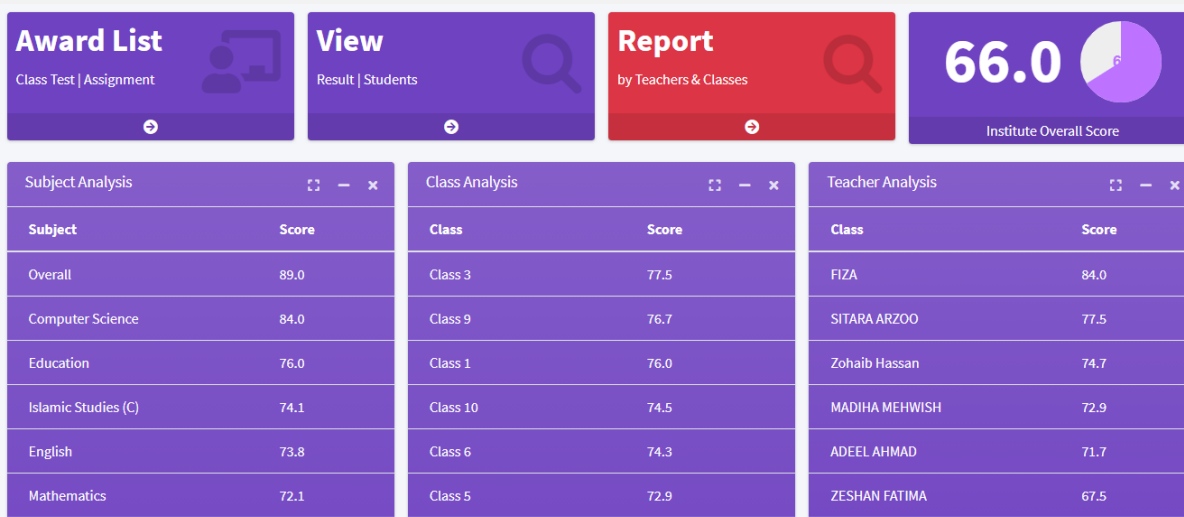 Award List
Class Test | Assignment
View
Result | Students
Report
by Teachers & Classes
66.0
Institute Overall Score
Subject Analysis
Subject Score
Overall 89.0
Computer Science 84.0
Education 76.0
Islamic Studies (C) 74.1
English 73.8
Mathematics 72.1
Class Analysis
Class Score
Class 3 77.5
Class 9 76.7
Class 1 76.0
Class 10 74.5
Class 6 74.3
Class 5 72.9
Teacher Analysis
Class Score
FIZA 84.0
SITARA ARZOO 77.5
Zohaib Hassan 74.7
MADIHA MEHWISH 72.9
ADEEL AHMAD 71.7
ZESHAN FATIMA 67.5